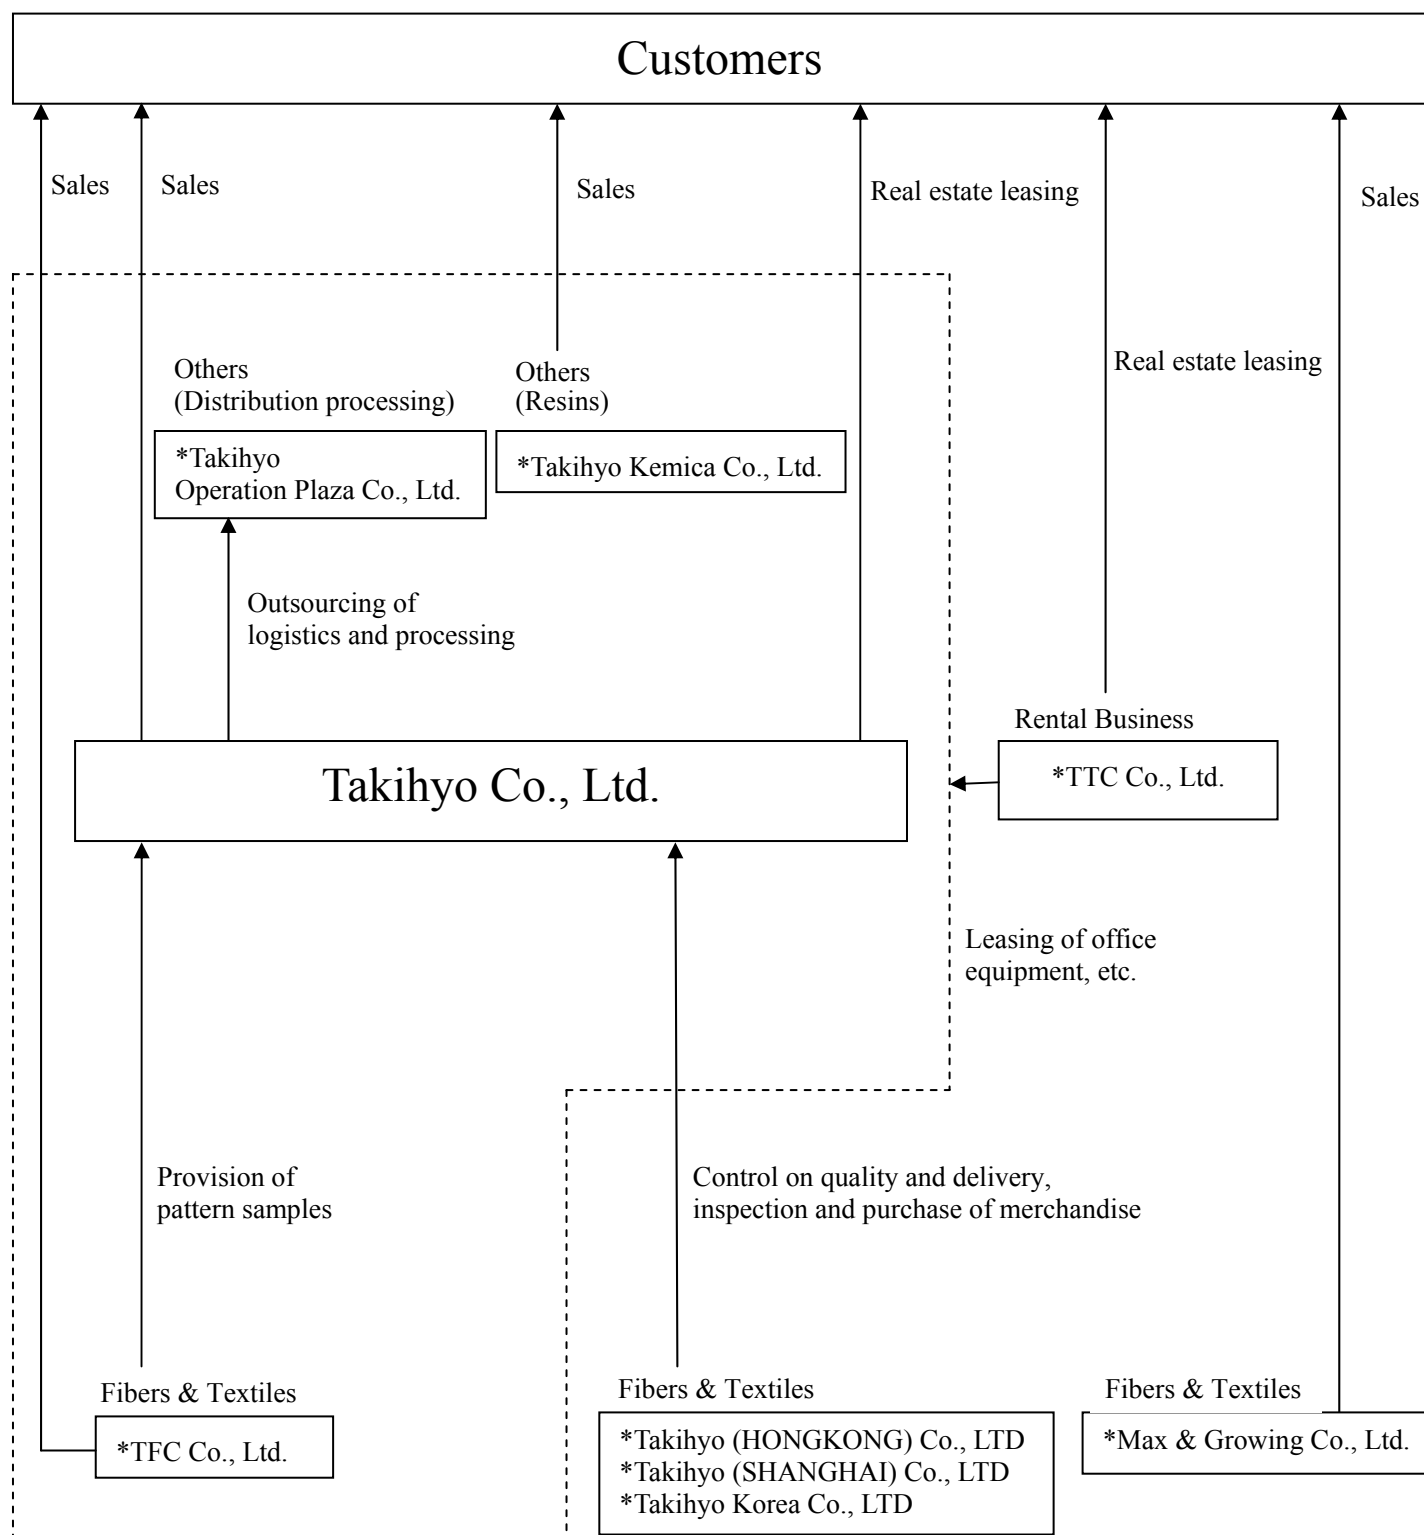 Customers
Sales
Sales
Sales
Real estate leasing
Sales
Others
(Distribution processing)
Others
(Resins)
Real estate leasing
*Takihyo
Operation Plaza Co., Ltd.
*Takihyo Kemica Co., Ltd.
Outsourcing of
logistics and processing
Rental Business
Takihyo Co., Ltd.
*TTC Co., Ltd.
Leasing of office
equipment, etc.
Provision of
pattern samples
Control on quality and delivery,
inspection and purchase of merchandise
Fibers & Textiles
*TFC Co., Ltd.
Fibers & Textiles
*Takihyo (HONGKONG) Co., LTD
*Takihyo (SHANGHAI) Co., LTD
*Takihyo Korea Co., LTD
Fibers & Textiles
*Max & Growing Co., Ltd.